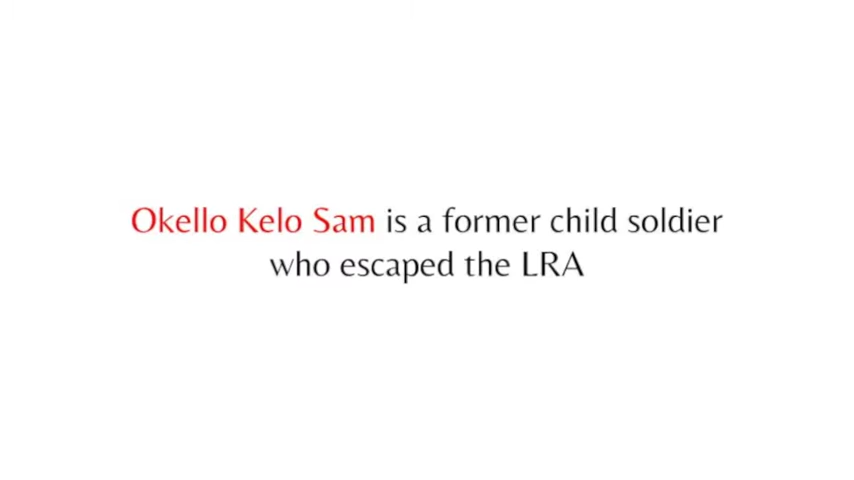 Okello Kelo Sam is a former child soldier
who escaped the LRA